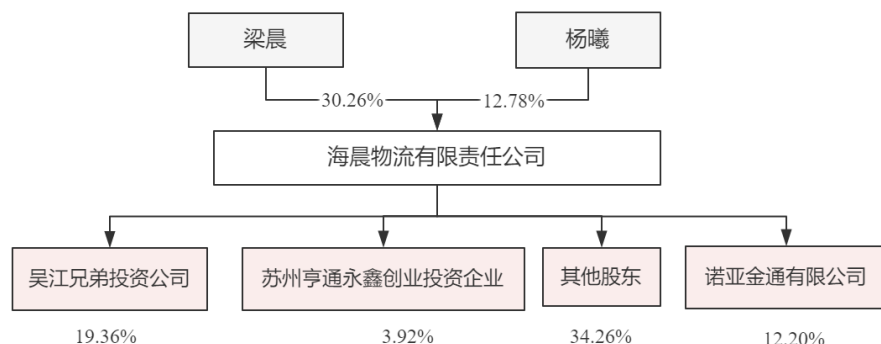 梁晨
杨曦
30.26%
12.78%
海晨物流有限责任公司
吴江兄弟投资公司
苏州亨通永鑫创业投资企业
其他股东
诺亚金通有限公司
19.36%
3.92%
34.26%
12.20%